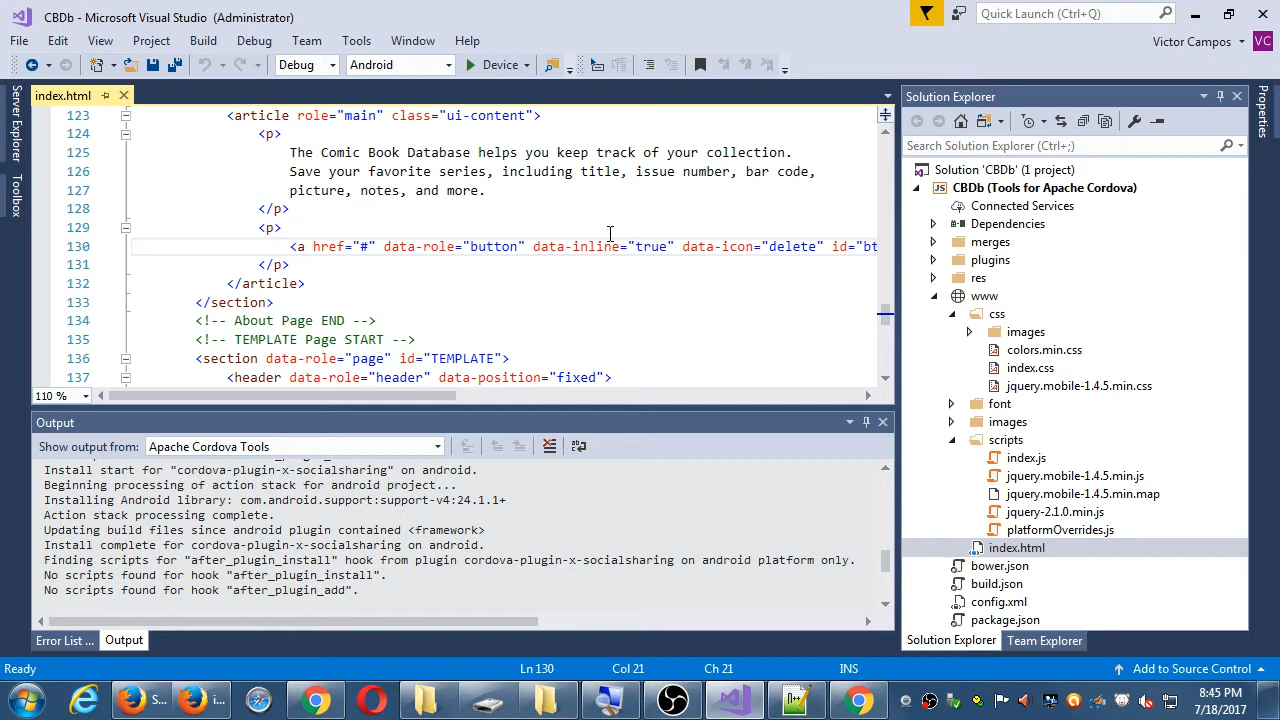 CBDb - Microsoft Visual Studio (Administrator)
Quick Launch (Ctrl+Q)
File Edit View Project Build Debug Team Tools Window Help
Victor Campos VC
Debug Android Device
index.html
123 <article role="main" class="ui-content">
124 <p>
125 The Comic Book Database helps you keep track of your collection.
126 Save your favorite series, including title, issue number, bar code,
127 picture, notes, and more.
128 </p>
129 <p>
130 <a href="#" data-role="button" data-inline="true" data-icon="delete" id="bt
131 </p>
132 </article>
133 </section>
134 <!-- About Page END -->
135 <!-- TEMPLATE Page START -->
136 <section data-role="page" id="TEMPLATE">
137 <header data-role="header" data-position="fixed">
110 %
Server Explorer
Toolbox
Output
Show output from: Apache Cordova Tools
Install start for "cordova-plugin-x-socialsharing" on android.
Beginning processing of action stack for android project...
Installing Android library: com.android.support:support-v4:24.1.1+
Action stack processing complete.
Updating build files since android plugin contained <framework>
Install complete for cordova-plugin-x-socialsharing on android.
Finding scripts for "after_plugin_install" hook from plugin cordova-plugin-x-socialsharing on android platform only.
No scripts found for hook "after_plugin_install".
No scripts found for hook "after_plugin_add".
Error List ... Output
Solution Explorer
Search Solution Explorer (Ctrl+;)
Solution 'CBDb' (1 project)
JS CBDb (Tools for Apache Cordova)
Connected Services
Dependencies
merges
plugins
res
www
css
images
colors.min.css
index.css
jquery.mobile-1.4.5.min.css
font
images
scripts
index.js
jquery.mobile-1.4.5.min.js
jquery.mobile-1.4.5.min.map
jquery-2.1.0.min.js
platformOverrides.js
index.html
bower.json
build.json
config.xml
package.json
Solution Explorer Team Explorer
Properties
Ready Ln 130 Col 21 Ch 21 INS Add to Source Control
S... i...
8:45 PM
7/18/2017